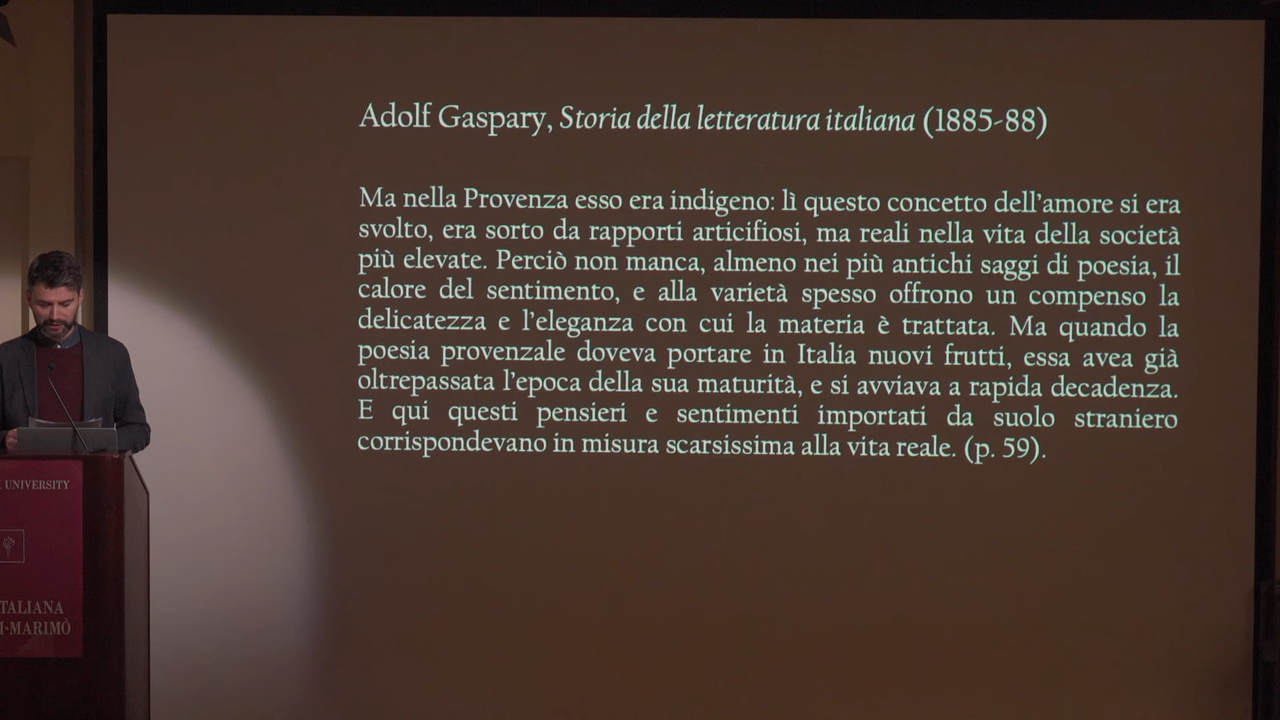 Adolf Gaspary, Storia della letteratura italiana (1885-88)
Ma nella Provenza esso era indigeno: lì questo concetto dell'amore si era
svolto, era sorto da rapporti articifiosi, ma reali nella vita della società
più elevate. Perciò non manca, almeno nei più antichi saggi di poesia, il
calore del sentimento, e alla varietà spesso offrono un compenso la
delicatezza e l'eleganza con cui la materia è trattata. Ma quando la
poesia provenzale doveva portare in Italia nuovi frutti, essa avea già
oltrepassata l'epoca della sua maturità, e si avviava a rapida decadenza.
E qui questi pensieri e sentimenti importati da suolo straniero
corrispondevano in misura scarsissima alla vita reale. (p. 59).
UNIVERSITY
TALIANA
I-MARIMÒ